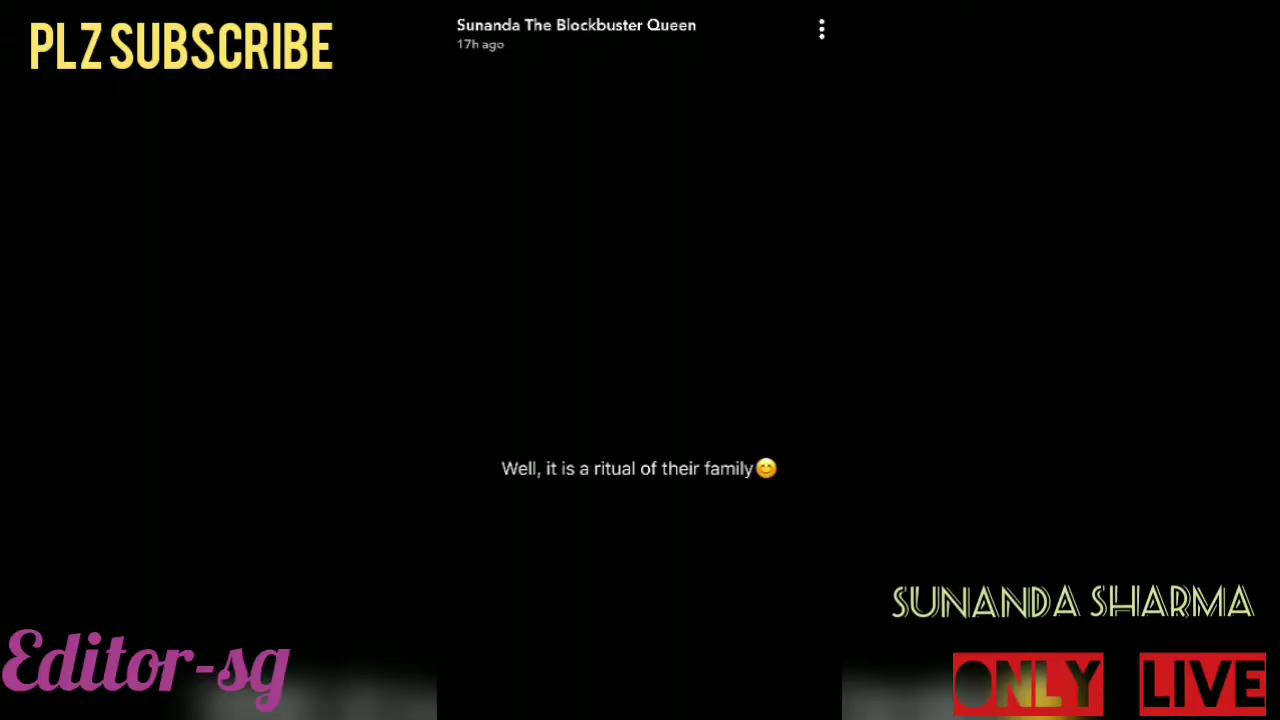 PLZ SUBSCRIBE
Sunanda The Blockbuster Queen
17h ago
Well, it is a ritual of their family😊
SUNANDA SHARMA
Editor-sg
ONLY LIVE